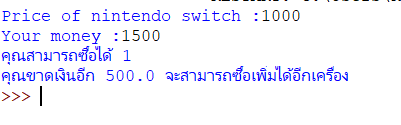 Price of nintendo switch :1000
Your money :1500
คุณสามารถซื้อได้ 1
คุณขาดเงินอีก 500.0 จะสามารถซื้อเพิ่มได้อีกเครื่อง
>>>